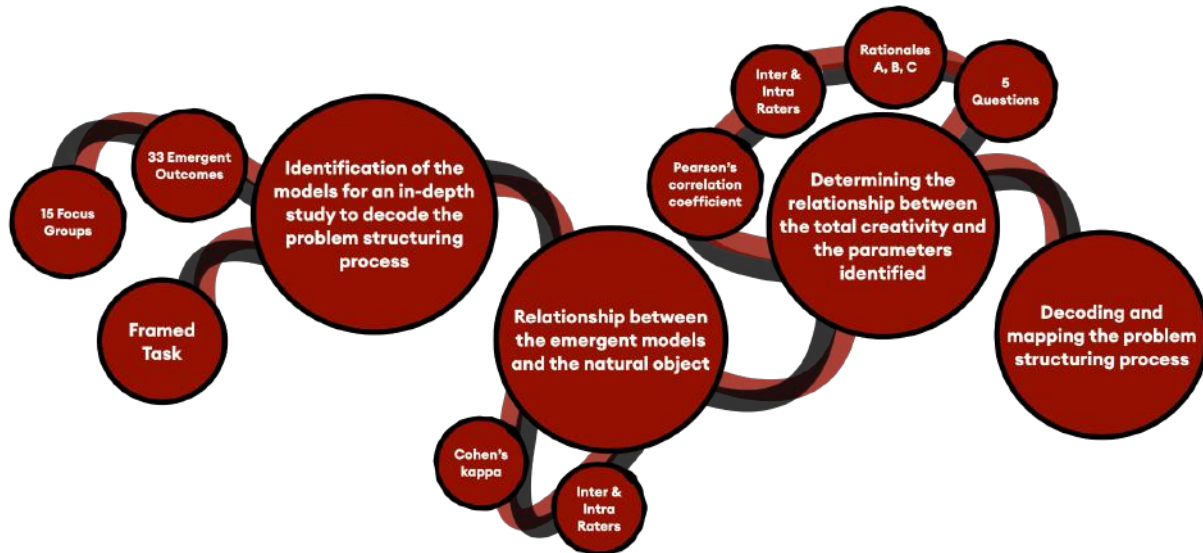 15 Focus
Groups
33 Emergent
Outcomes
Framed
Task
Identification of the
models for an in-depth
study to decode the
problem structuring
process
Relationship between
the emergent models
and the natural object
Cohen's
kappa
Inter &
Intra
Raters
Pearson's
correlation
coefficient
Inter &
Intra
Raters
Rationales
A, B, C
5
Questions
Determining the
relationship between
the total creativity and
the parameters
identified
Decoding and
mapping the problem
structuring process